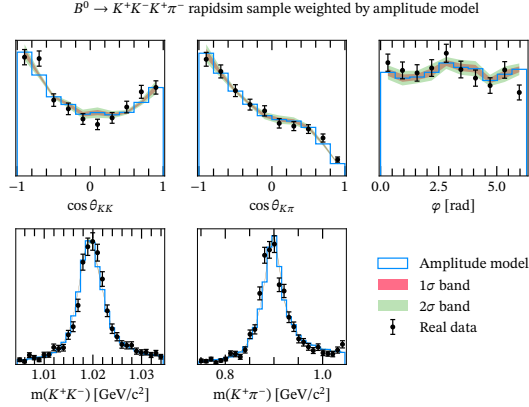 B⁰ → K⁺K⁻K⁺π⁻ rapidsim sample weighted by amplitude model
−1 0 1
cos θ_KK
−1 0 1
cos θ_Kπ
0.0 2.5 5.0
φ [rad]
1.01 1.02 1.03
m(K⁺K⁻) [GeV/c²]
0.8 1.0
m(K⁺π⁻) [GeV/c²]
Amplitude model
1σ band
2σ band
Real data